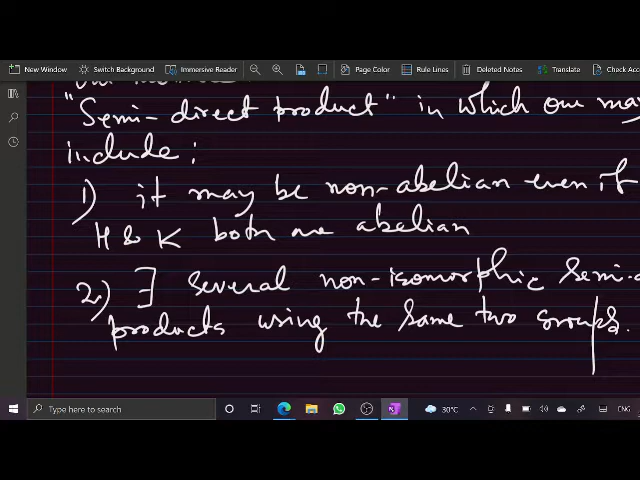 New Window Switch Background Immersive Reader Page Color Rule Lines Deleted Notes Translate Check Acce
"Semi-direct product" in which one may
include :
1) it may be non-abelian even if
H & K both are abelian
2) ∃ several non-isomorphic semi-d
products using the same two groups.
Type here to search 30°C ENG